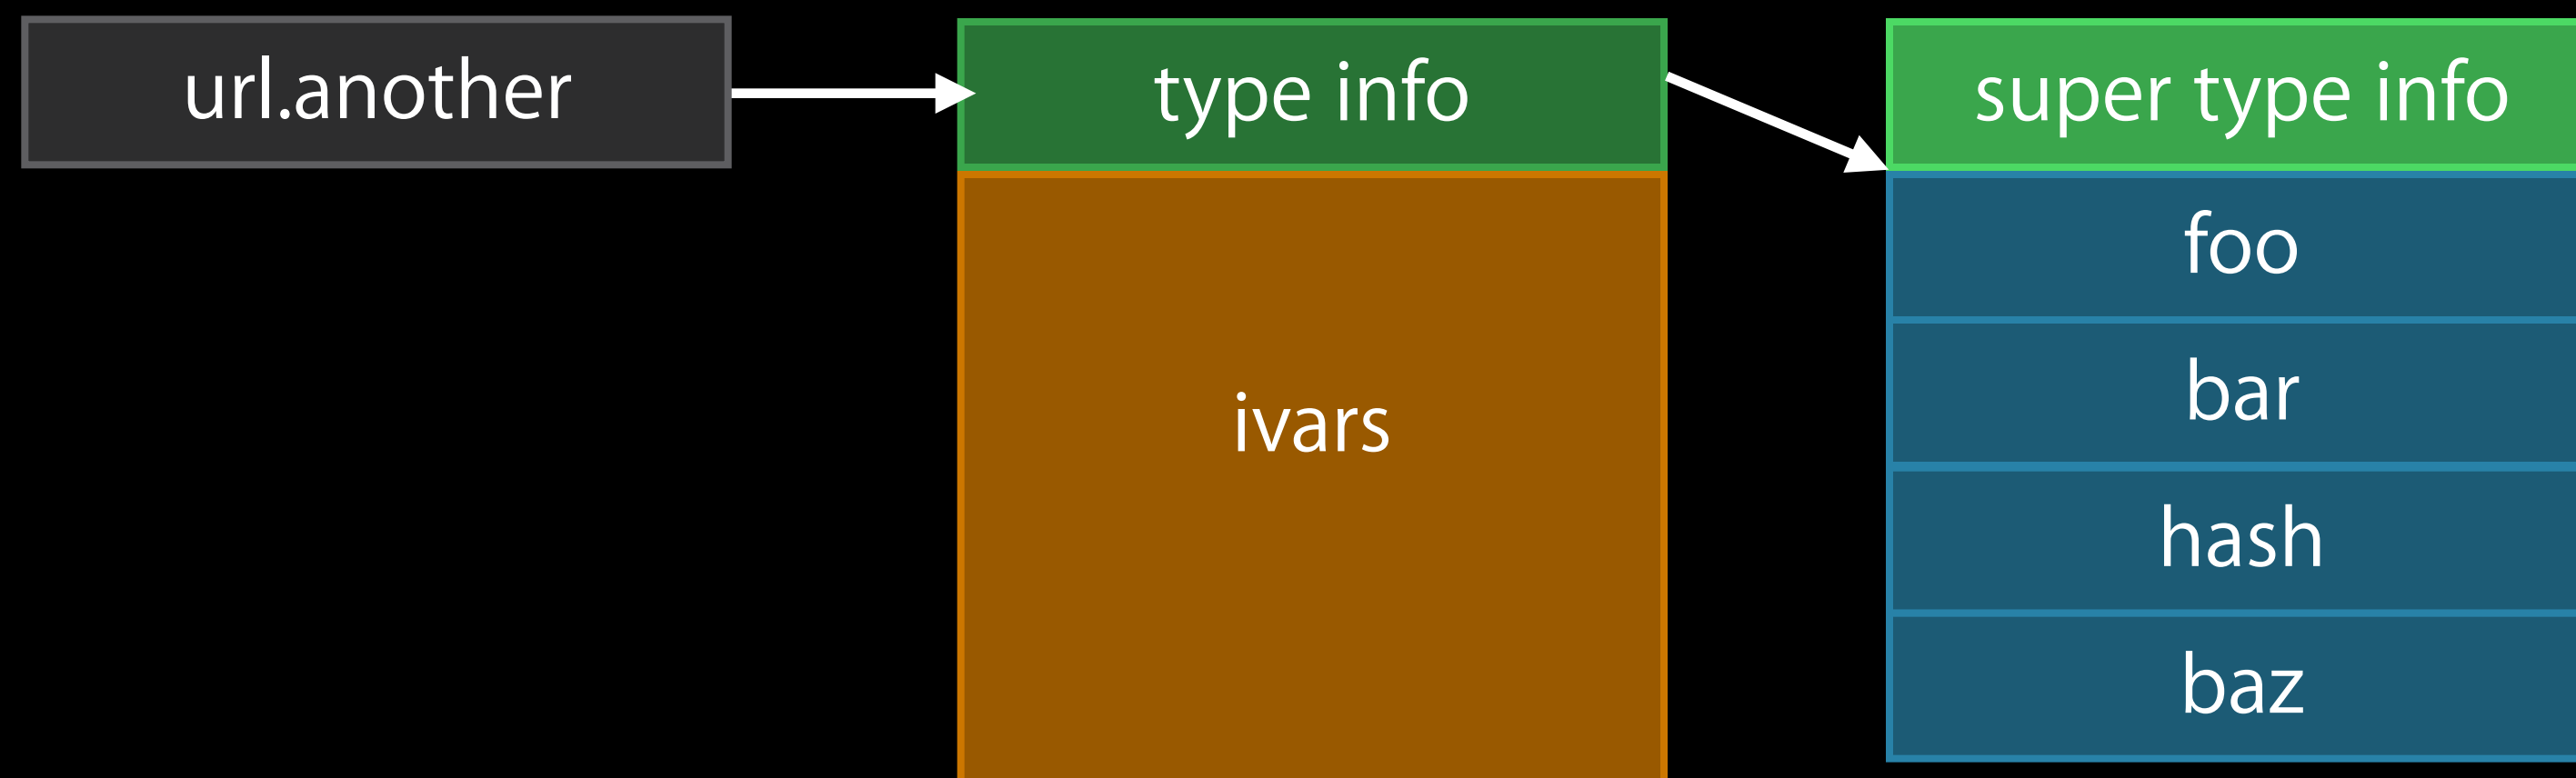 url.another
type info
super type info
ivars
foo
bar
hash
baz